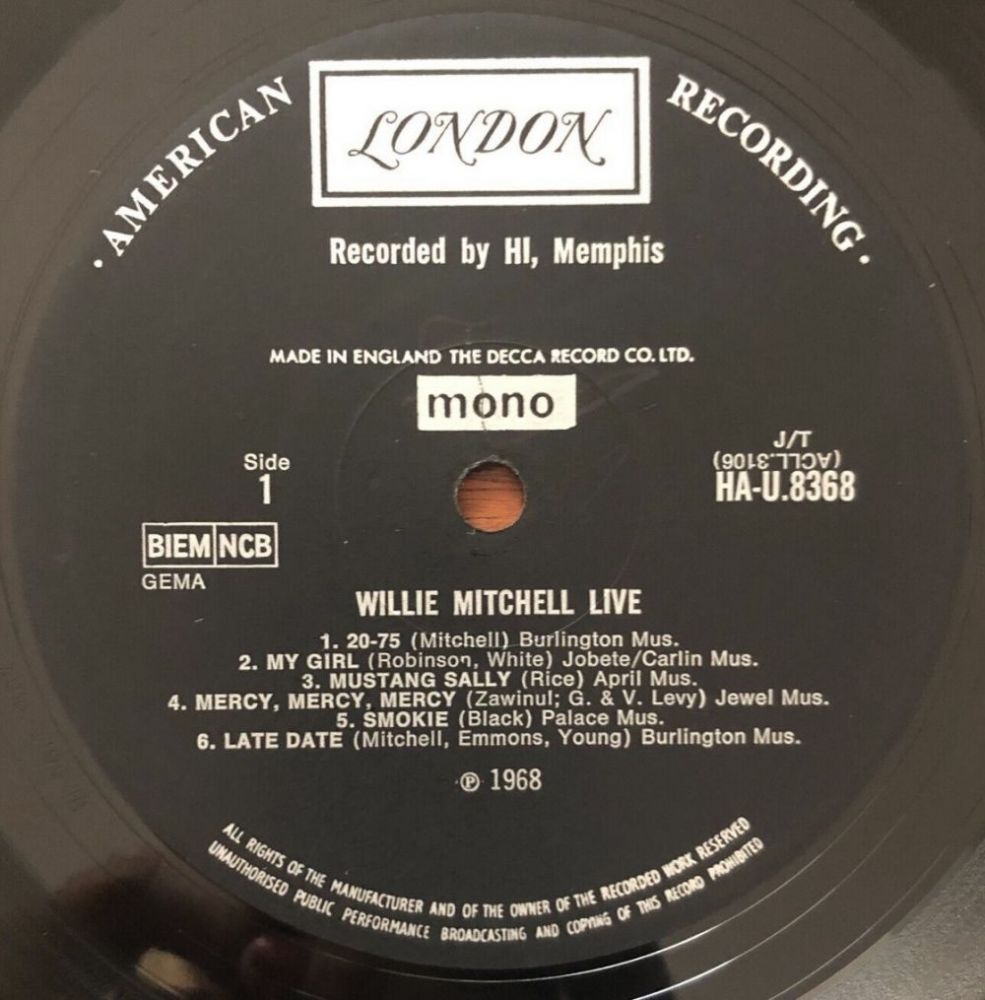 · AMERICAN RECORDING ·
LONDON
Recorded by HI, Memphis
MADE IN ENGLAND THE DECCA RECORD CO. LTD.
mono
Side
1
J/T
(ACLL.3106)
HA-U.8368
BIEM NCB
GEMA
WILLIE MITCHELL LIVE
1. 20-75 (Mitchell) Burlington Mus.
2. MY GIRL (Robinson, White) Jobete/Carlin Mus.
3. MUSTANG SALLY (Rice) April Mus.
4. MERCY, MERCY, MERCY (Zawinul; G. & V. Levy) Jewel Mus.
5. SMOKIE (Black) Palace Mus.
6. LATE DATE (Mitchell, Emmons, Young) Burlington Mus.
℗ 1968
ALL RIGHTS OF THE MANUFACTURER AND OF THE OWNER OF THE RECORDED WORK RESERVED
UNAUTHORISED PUBLIC PERFORMANCE BROADCASTING AND COPYING OF THIS RECORD PROHIBITED